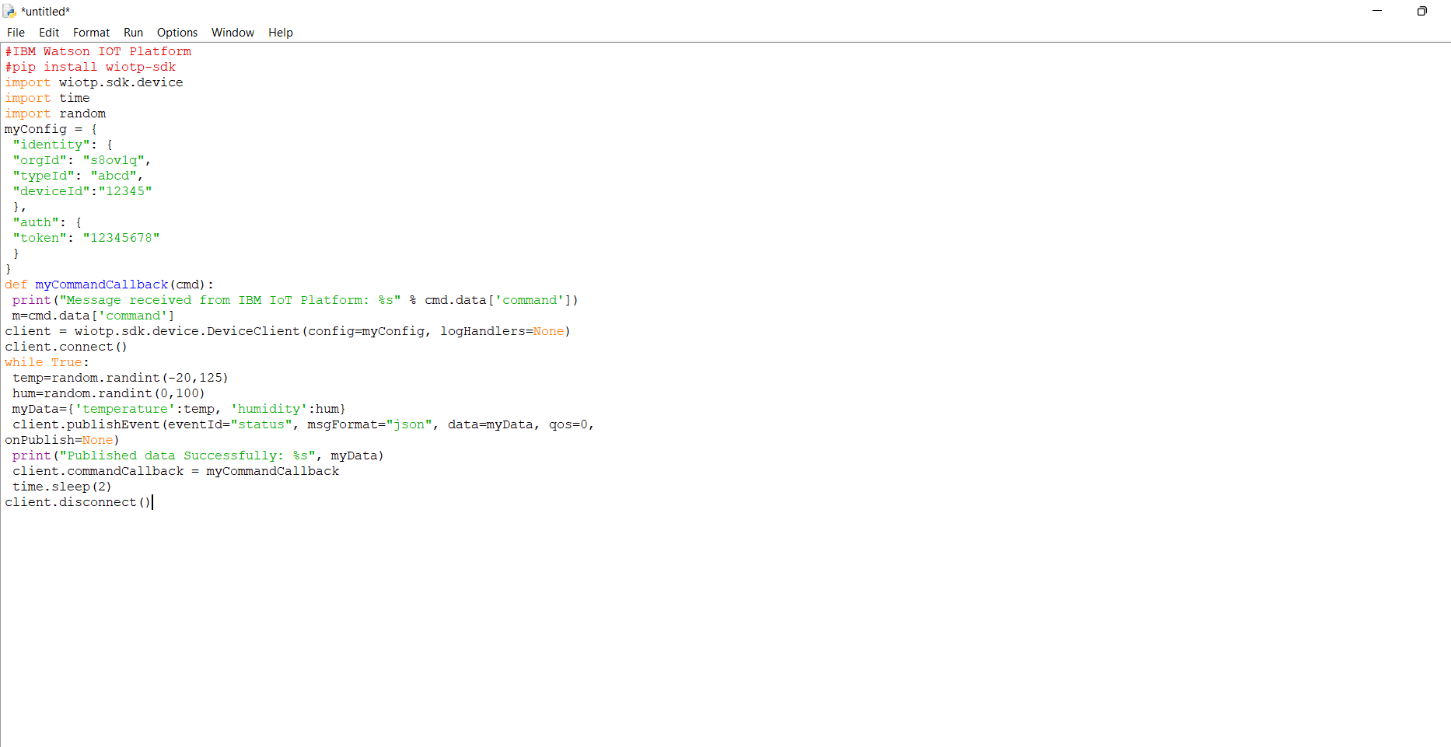 *untitled*
File Edit Format Run Options Window Help
#IBM Watson IOT Platform
#pip install wiotp-sdk
import wiotp.sdk.device
import time
import random
myConfig = {
 "identity": {
 "orgId": "s8ov1q",
 "typeId": "abcd",
 "deviceId":"12345"
 },
 "auth": {
 "token": "12345678"
 }
}
def myCommandCallback(cmd):
 print("Message received from IBM IoT Platform: %s" % cmd.data['command'])
 m=cmd.data['command']
client = wiotp.sdk.device.DeviceClient(config=myConfig, logHandlers=None)
client.connect()
while True:
 temp=random.randint(-20,125)
 hum=random.randint(0,100)
 myData={'temperature':temp, 'humidity':hum}
 client.publishEvent(eventId="status", msgFormat="json", data=myData, qos=0,
onPublish=None)
 print("Published data Successfully: %s", myData)
 client.commandCallback = myCommandCallback
 time.sleep(2)
client.disconnect()